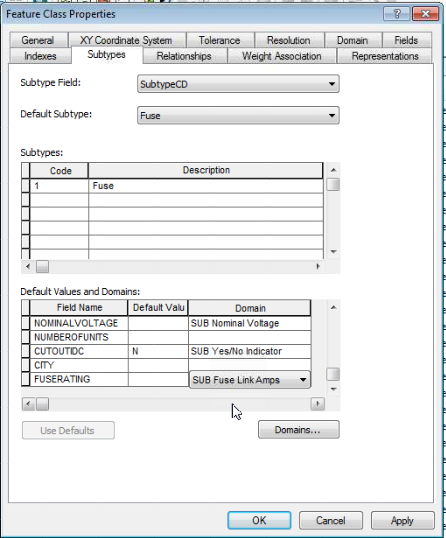 Feature Class Properties
General XY Coordinate System Tolerance Resolution Domain Fields
Indexes Subtypes Relationships Weight Association Representations
Subtype Field: SubtypeCD
Default Subtype: Fuse
Subtypes:
Code Description
1 Fuse
Default Values and Domains:
Field Name Default Valu Domain
NOMINALVOLTAGE SUB Nominal Voltage
NUMBEROFUNITS
CUTOUTIDC N SUB Yes/No Indicator
CITY
FUSERATING SUB Fuse Link Amps
Use Defaults Domains...
OK Cancel Apply